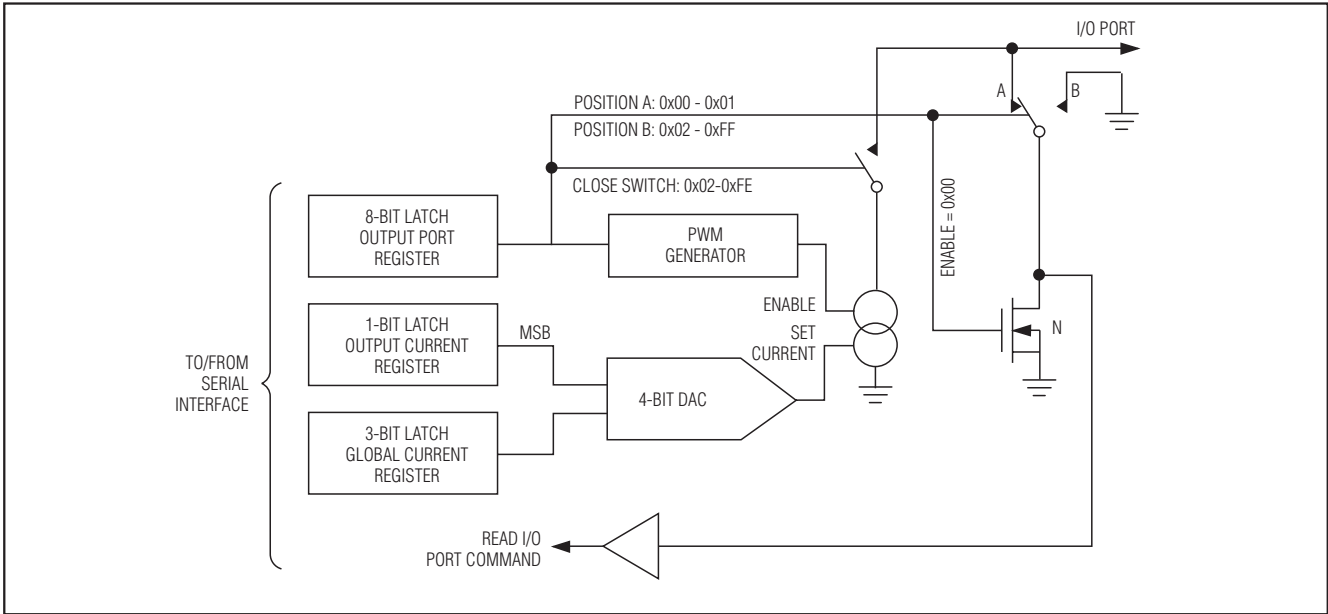 I/O PORT
A
B
POSITION A: 0x00 - 0x01
POSITION B: 0x02 - 0xFF
CLOSE SWITCH: 0x02-0xFE
ENABLE = 0x00
8-BIT LATCH
OUTPUT PORT
REGISTER
PWM
GENERATOR
ENABLE
SET
CURRENT
N
1-BIT LATCH
OUTPUT CURRENT
REGISTER
MSB
TO/FROM
SERIAL
INTERFACE
4-BIT DAC
3-BIT LATCH
GLOBAL CURRENT
REGISTER
READ I/O
PORT COMMAND